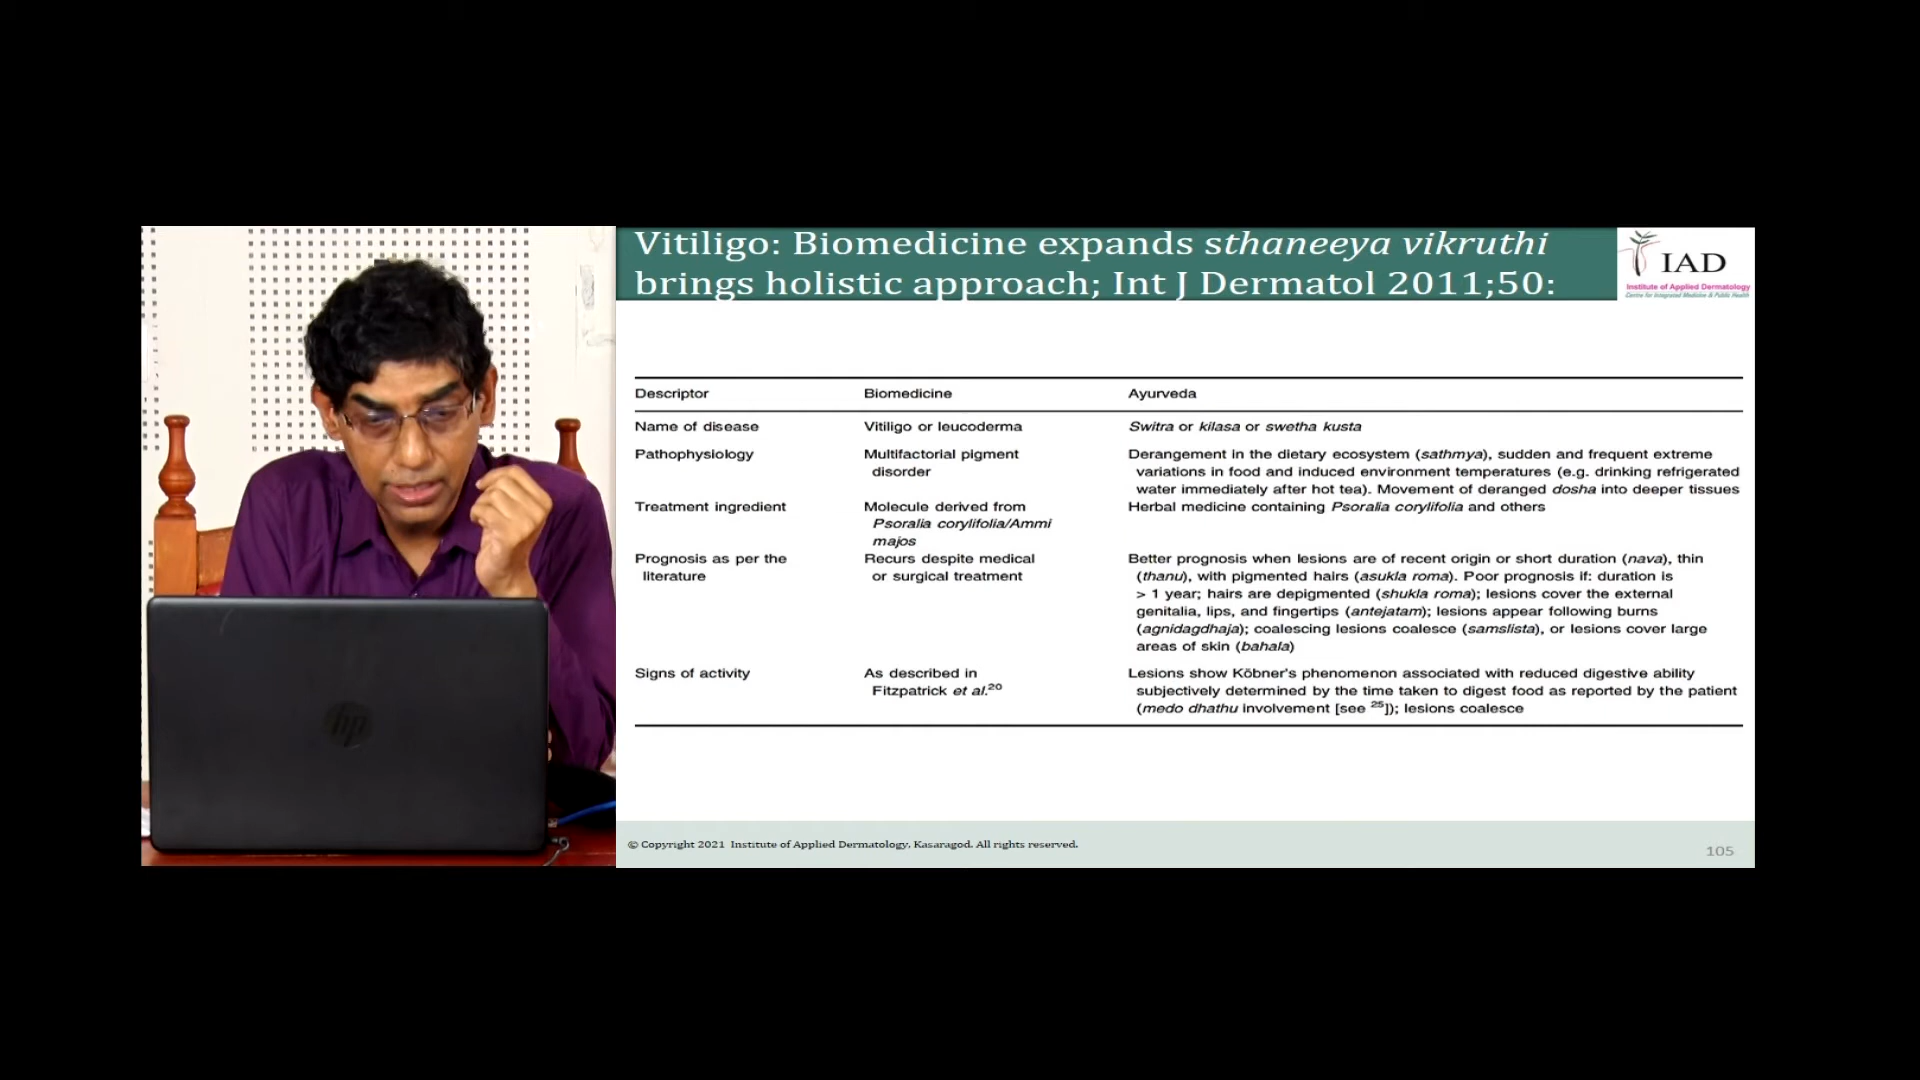 Vitiligo: Biomedicine expands sthaneeya vikruthi
brings holistic approach; Int J Dermatol 2011;50:
IAD
Institute of Applied Dermatology
Centre for Integrated Medicine & Public Health
Descriptor Biomedicine Ayurveda
Name of disease Vitiligo or leucoderma Switra or kilasa or swetha kusta
Pathophysiology Multifactorial pigment Derangement in the dietary ecosystem (sathmya), sudden and frequent extreme
disorder variations in food and induced environment temperatures (e.g. drinking refrigerated
water immediately after hot tea). Movement of deranged dosha into deeper tissues
Treatment ingredient Molecule derived from Herbal medicine containing Psoralia corylifolia and others
Psoralia corylifolia/Ammi
majos
Prognosis as per the Recurs despite medical Better prognosis when lesions are of recent origin or short duration (nava), thin
literature or surgical treatment (thanu), with pigmented hairs (asukla roma). Poor prognosis if: duration is
> 1 year; hairs are depigmented (shukla roma); lesions cover the external
genitalia, lips, and fingertips (antejatam); lesions appear following burns
(agnidagdhaja); coalescing lesions coalesce (samslista), or lesions cover large
areas of skin (bahala)
Signs of activity As described in Lesions show Köbner's phenomenon associated with reduced digestive ability
Fitzpatrick et al.20 subjectively determined by the time taken to digest food as reported by the patient
(medo dhathu involvement [see 25]); lesions coalesce
hp
© Copyright 2021 Institute of Applied Dermatology, Kasaragod. All rights reserved.
105